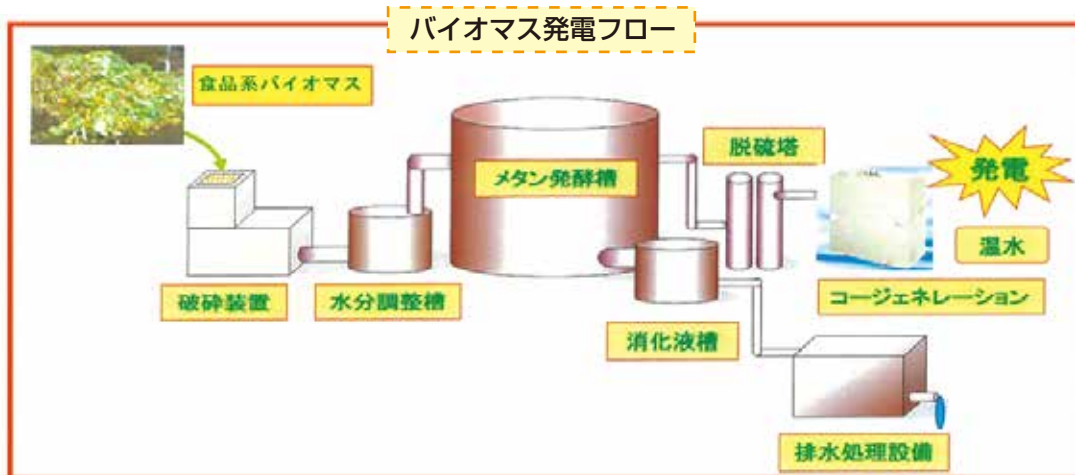 バイオマス発電フロー
食品系バイオマス
脱硫塔
発電
メタン発酵槽
温水
破砕装置
水分調整槽
コージェネレーション
消化液槽
排水処理設備